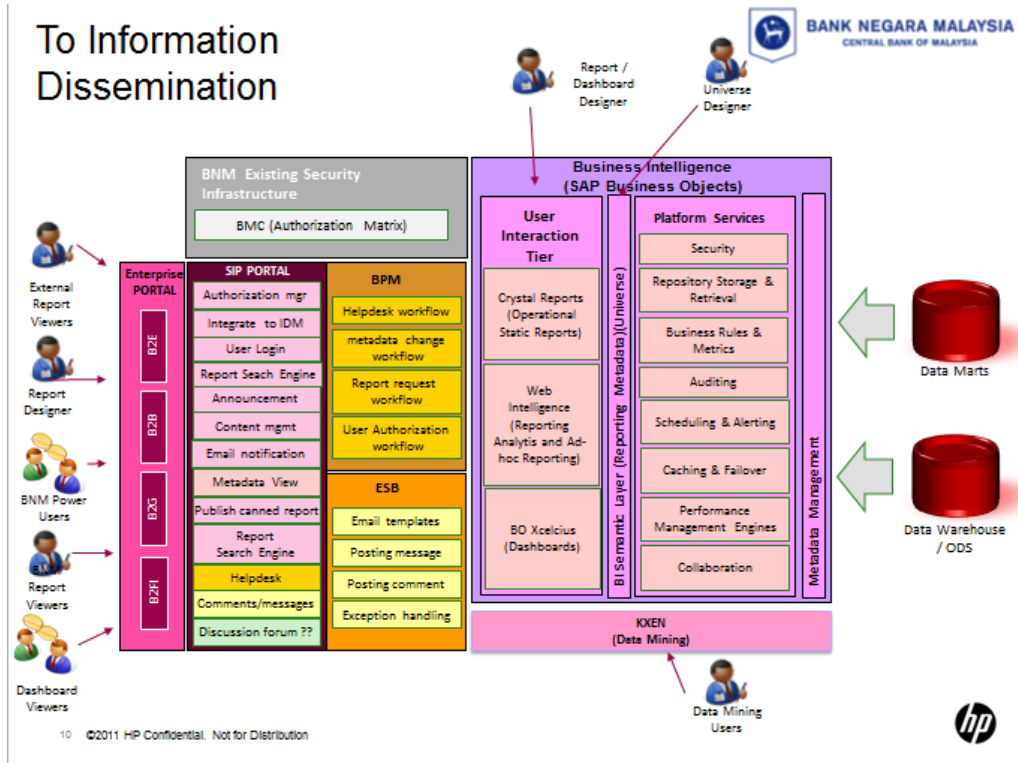 To Information
Dissemination
BANK NEGARA MALAYSIA
CENTRAL BANK OF MALAYSIA
Report /
Dashboard
Designer
Universe
Designer
BNM Existing Security
Infrastructure
BMC (Authorization Matrix)
Business Intelligence
(SAP Business Objects)
External
Report
Viewers
Report
Designer
BNM Power
Users
BNM
Report
Viewers
Dashboard
Viewers
Enterprise
PORTAL
B2E
B2B
B2G
B2FI
SIP PORTAL
Authorization mgr
Integrate to IDM
User Login
Report Seach Engine
Announcement
Content mgmt
Email notification
Metadata View
Publish canned report
Report
Search Engine
Helpdesk
Comments/messages
Discussion forum ??
BPM
Helpdesk workflow
metadata change
workflow
Report request
workflow
User Authorization
workflow
ESB
Email templates
Posting message
Posting comment
Exception handling
User
Interaction
Tier
Crystal Reports
(Operational
Static Reports)
Web
Intelligence
(Reporting
Analytis and Ad-
hoc Reporting)
BO Xcelcius
(Dashboards)
BI Semantic Layer (Reporting Metadata)(Universe)
Platform Services
Security
Repository Storage &
Retrieval
Business Rules &
Metrics
Auditing
Scheduling & Alerting
Caching & Failover
Performance
Management Engines
Collaboration
Metadata Management
Data Marts
Data Warehouse
/ ODS
KXEN
(Data Mining)
Data Mining
Users
10 ©2011 HP Confidential. Not for Distribution
hp